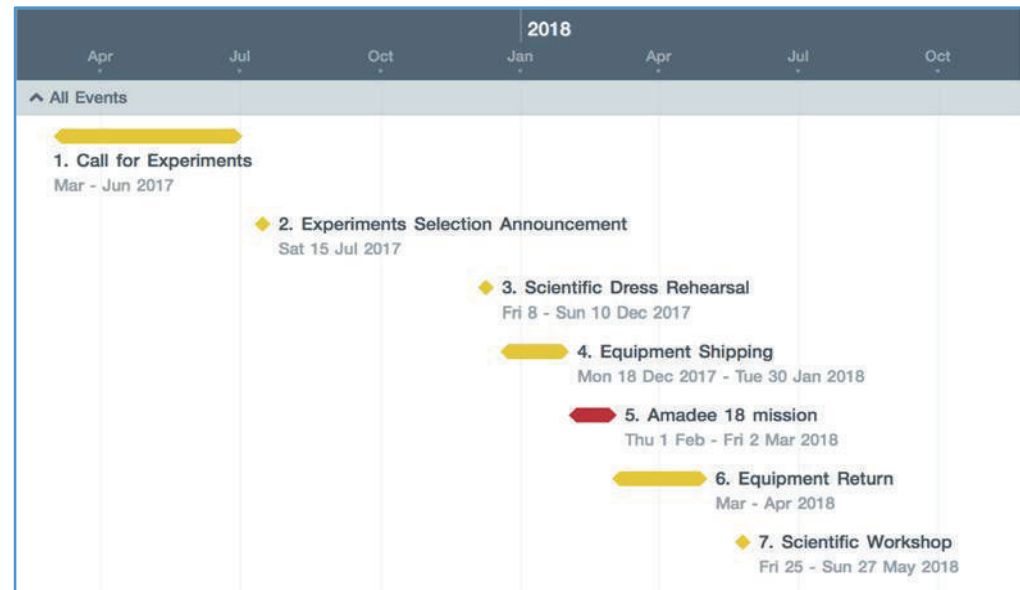 2018
Apr Jul Oct Jan Apr Jul Oct
All Events
1. Call for Experiments
Mar - Jun 2017
2. Experiments Selection Announcement
Sat 15 Jul 2017
3. Scientific Dress Rehearsal
Fri 8 - Sun 10 Dec 2017
4. Equipment Shipping
Mon 18 Dec 2017 - Tue 30 Jan 2018
5. Amadee 18 mission
Thu 1 Feb - Fri 2 Mar 2018
6. Equipment Return
Mar - Apr 2018
7. Scientific Workshop
Fri 25 - Sun 27 May 2018